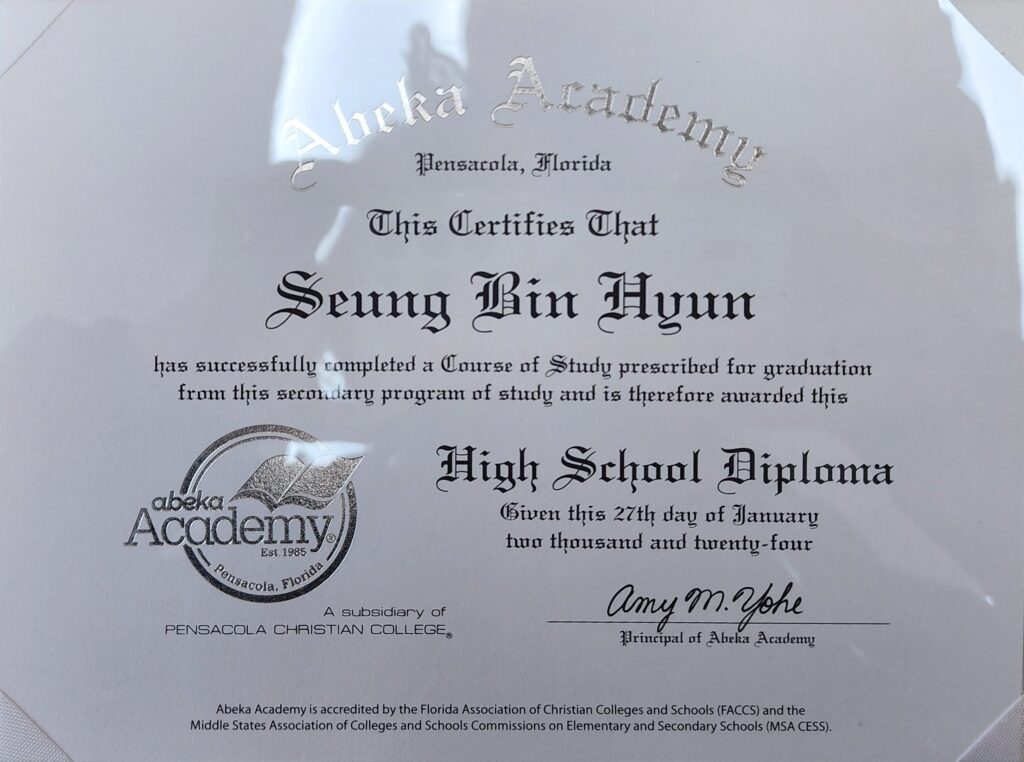 Abeka Academy
Pensacola, Florida
This Certifies That
Seung Bin Hyun
has successfully completed a Course of Study prescribed for graduation
from this secondary program of study and is therefore awarded this
High School Diploma
Given this 27th day of January
two thousand and twenty-four
abeka
Academy®
Est. 1985
Pensacola, Florida
A subsidiary of
PENSACOLA CHRISTIAN COLLEGE®
Amy M. Yohe
Principal of Abeka Academy
Abeka Academy is accredited by the Florida Association of Christian Colleges and Schools (FACCS) and the
Middle States Association of Colleges and Schools Commissions on Elementary and Secondary Schools (MSA CESS).